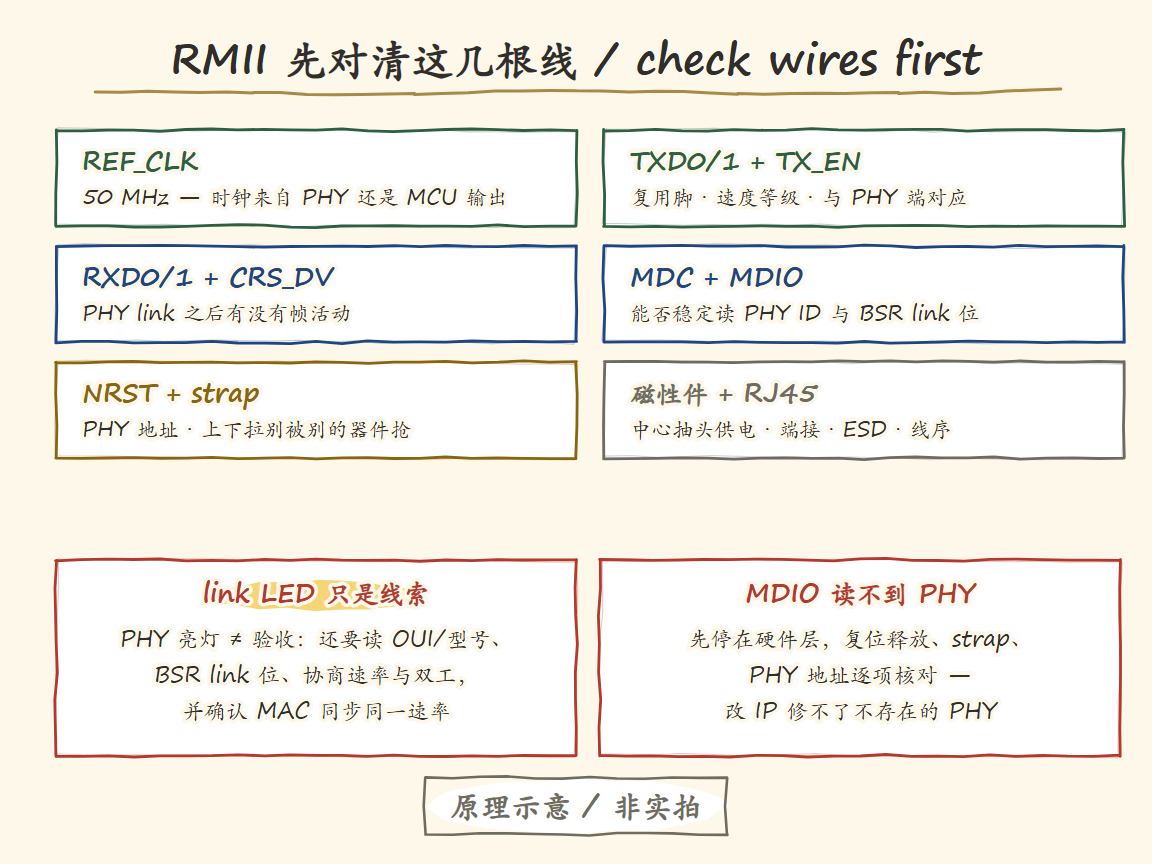 RMII 先对清这几根线 / check wires first
REF_CLK
50 MHz — 时钟来自 PHY 还是 MCU 输出
TXD0/1 + TX_EN
复用脚 · 速度等级 · 与 PHY 端对应
RXD0/1 + CRS_DV
PHY link 之后有没有帧活动
MDC + MDIO
能否稳定读 PHY ID 与 BSR link 位
NRST + strap
PHY 地址 · 上下拉别被别的器件抢
磁性件 + RJ45
中心抽头供电 · 端接 · ESD · 线序
link LED 只是线索
PHY 亮灯 ≠ 验收：还要读 OUI/型号、
BSR link 位、协商速率与双工，
并确认 MAC 同步同一速率
MDIO 读不到 PHY
先停在硬件层，复位释放、strap、
PHY 地址逐项核对 —
改 IP 修不了不存在的 PHY
原理示意 / 非实拍